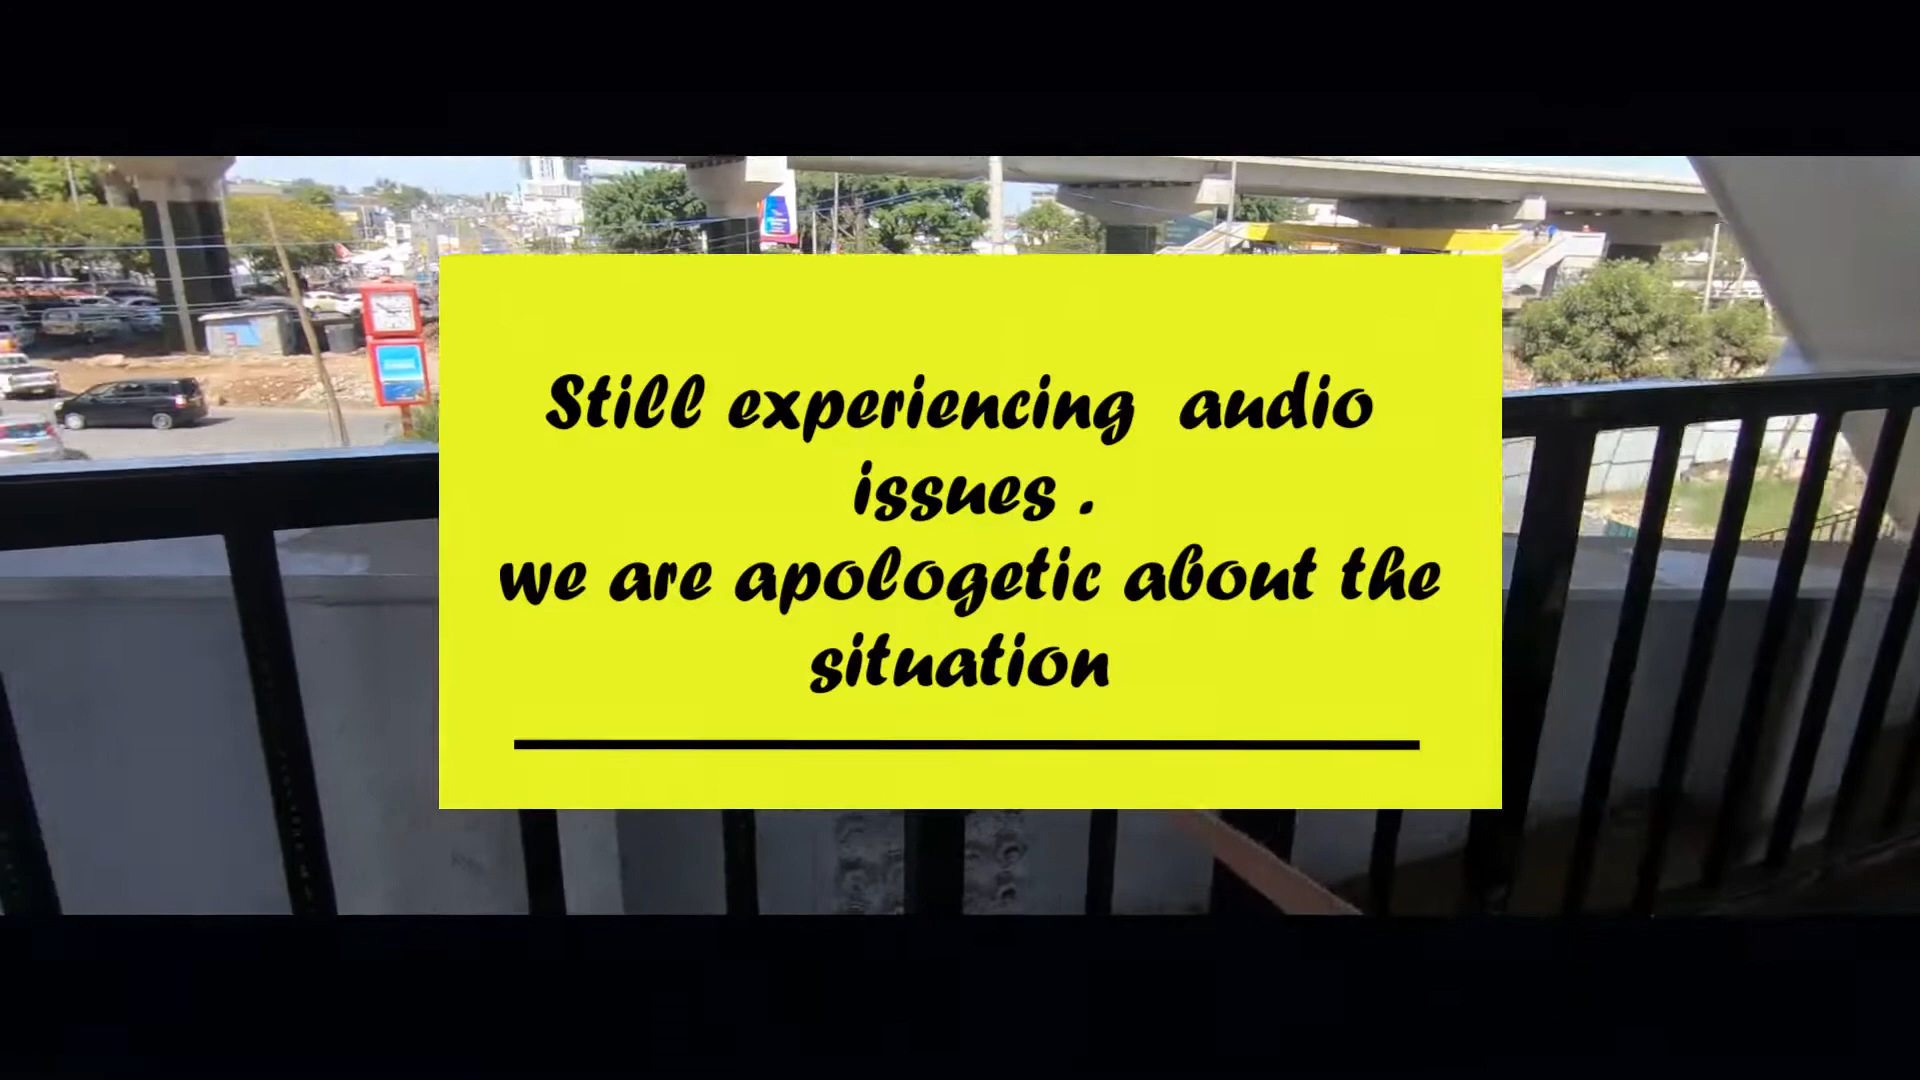 Still experiencing audio
issues .
we are apologetic about the
situation